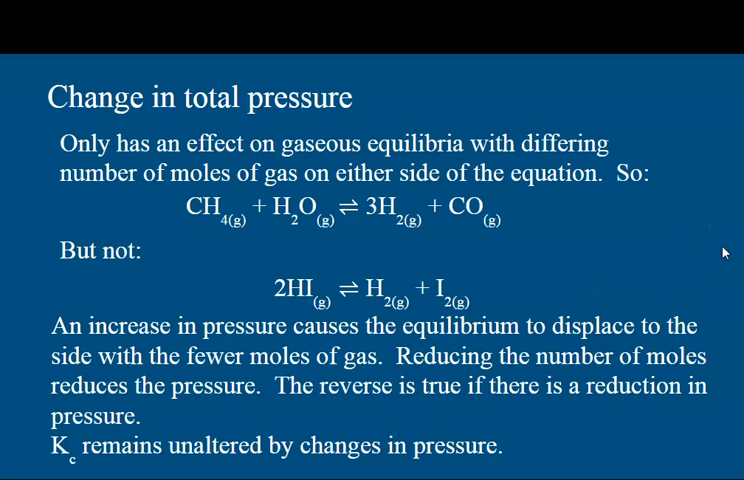 Change in total pressure
Only has an effect on gaseous equilibria with differing
number of moles of gas on either side of the equation.  So:
CH4(g) + H2O(g) ⇌ 3H2(g) + CO(g)
But not:
2HI(g) ⇌ H2(g) + I2(g)
An increase in pressure causes the equilibrium to displace to the
side with the fewer moles of gas.  Reducing the number of moles
reduces the pressure.  The reverse is true if there is a reduction in
pressure.
Kc remains unaltered by changes in pressure.